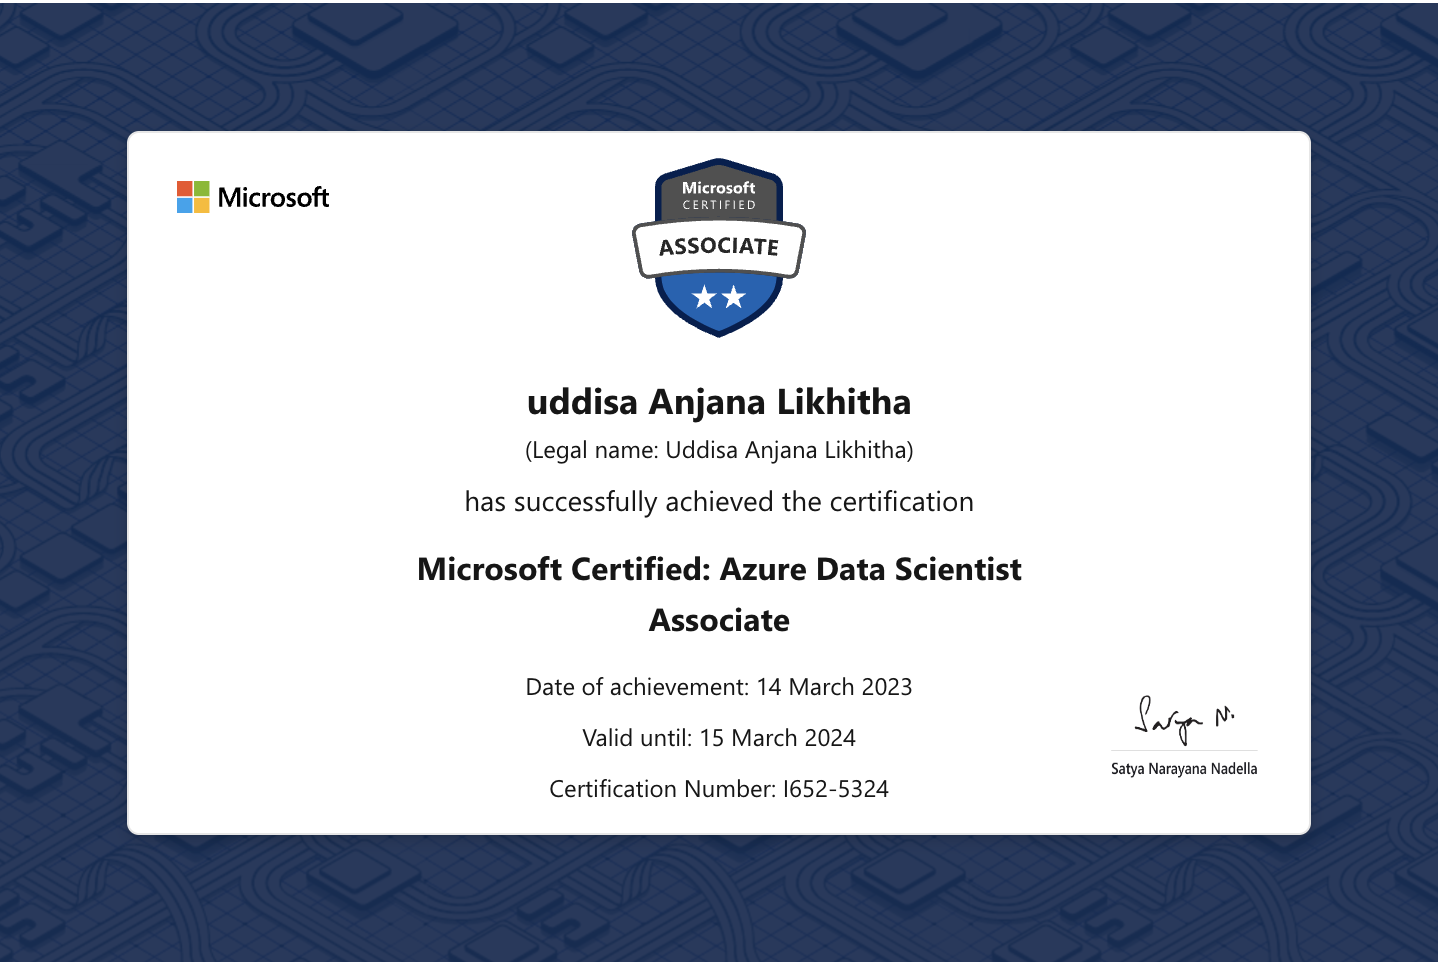 Microsoft
Microsoft
CERTIFIED
ASSOCIATE
uddisa Anjana Likhitha
(Legal name: Uddisa Anjana Likhitha)
has successfully achieved the certification
Microsoft Certified: Azure Data Scientist
Associate
Date of achievement: 14 March 2023
Valid until: 15 March 2024
Certification Number: I652-5324
Satya N.
Satya Narayana Nadella